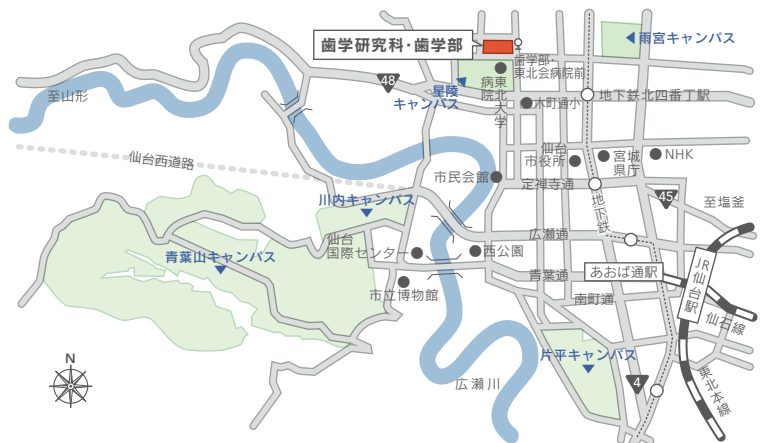 歯学研究科・歯学部
雨宮キャンパス
歯学部・
東北会病院前
至山形
48
星陵
キャンパス
東北大学
病院
木町通小
地下鉄北四番丁駅
仙台西道路
仙台
市役所
宮城
県庁
NHK
市民会館
定禅寺通
川内キャンパス
45
至塩釜
地下鉄
仙台
国際センター
広瀬通
西公園
青葉山キャンパス
青葉通
あおば通駅
JR仙台駅
市立博物館
南町通
仙石線
片平キャンパス
N
広瀬川
4
東北本線